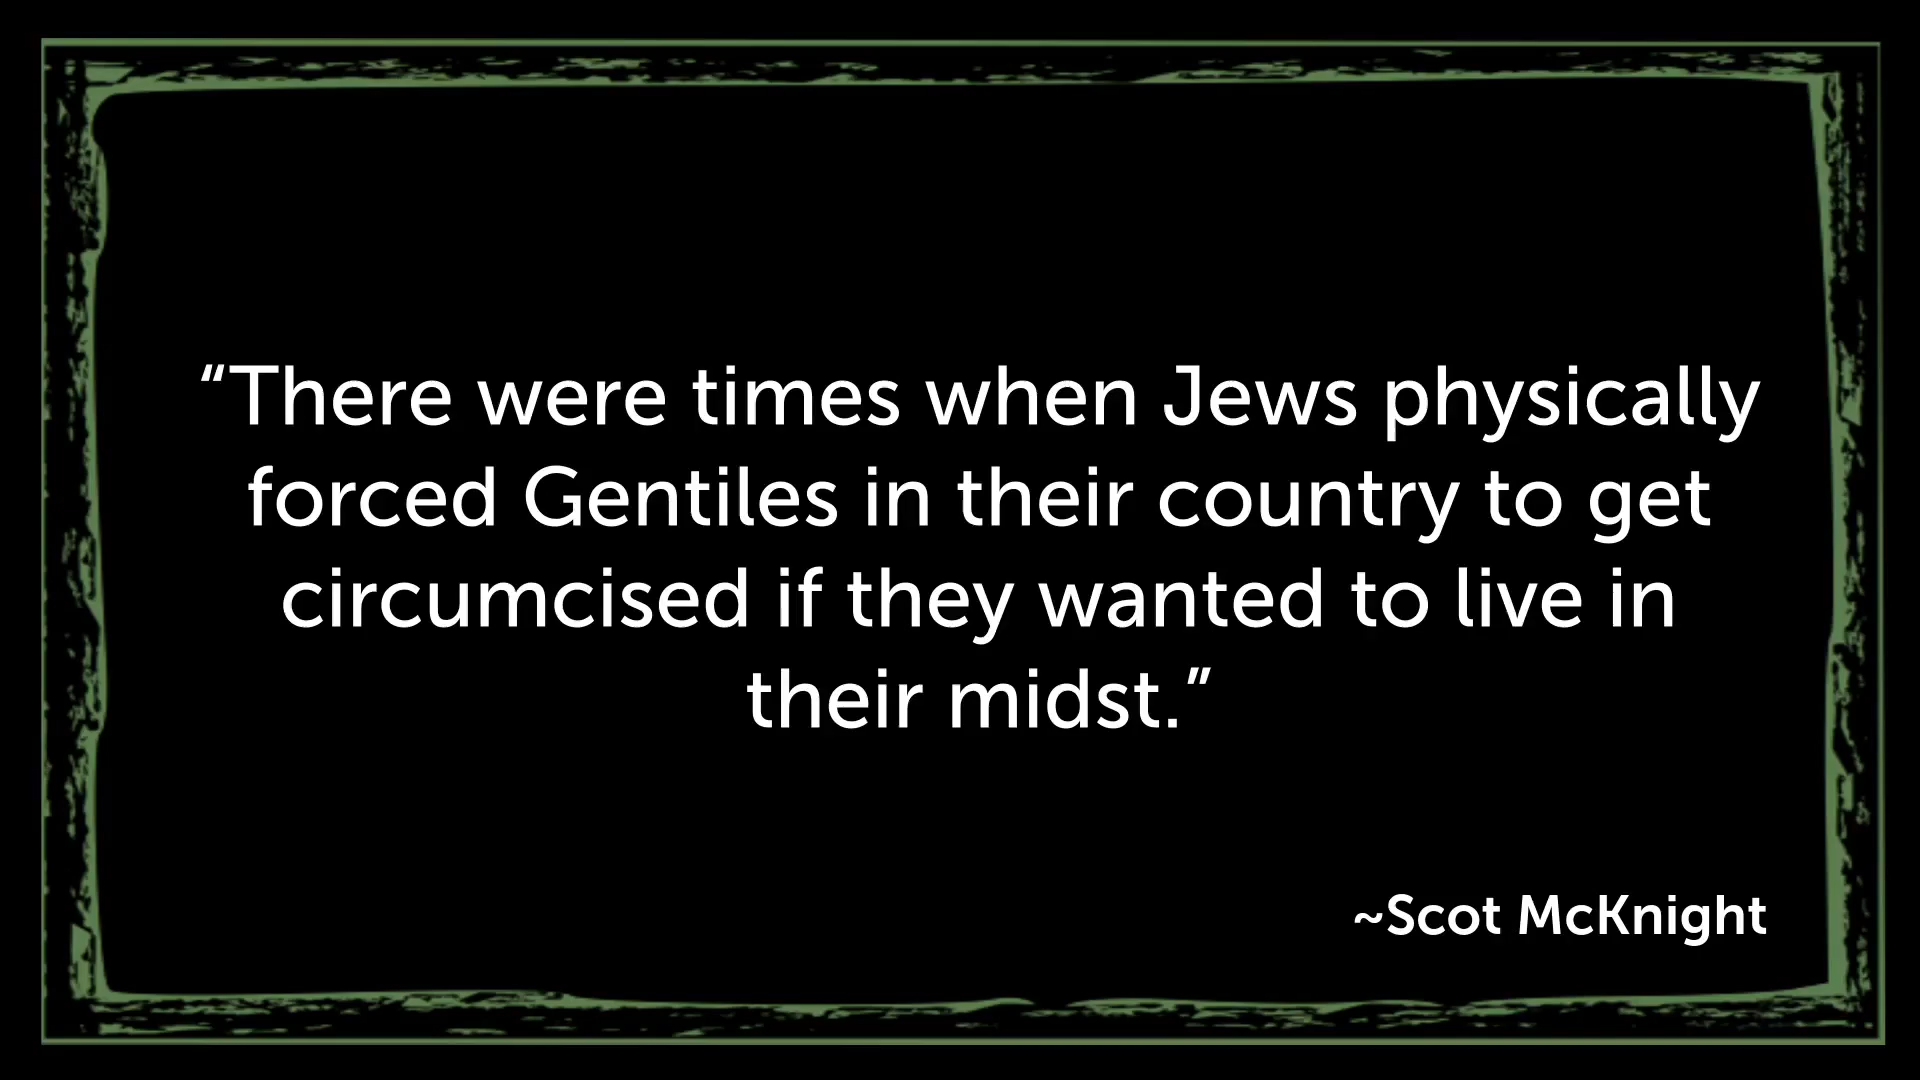 “There were times when Jews physically
forced Gentiles in their country to get
circumcised if they wanted to live in
their midst.”
~Scot McKnight